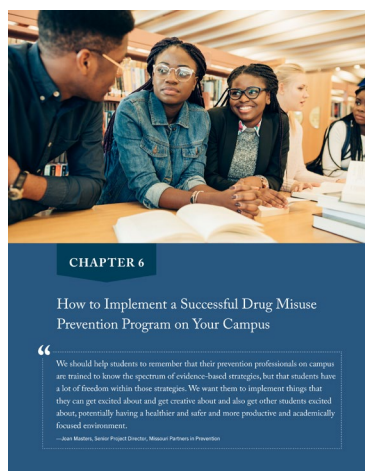 CHAPTER 6
How to Implement a Successful Drug Misuse
Prevention Program on Your Campus
“
We should help students to remember that their prevention professionals on campus
are trained to know the spectrum of evidence-based strategies, but that students have
a lot of freedom within those strategies. We want them to implement things that
they can get excited about and get creative about and also get other students excited
about, potentially having a healthier and safer and more productive and academically
focused environment.
—Joan Masters, Senior Project Director, Missouri Partners in Prevention